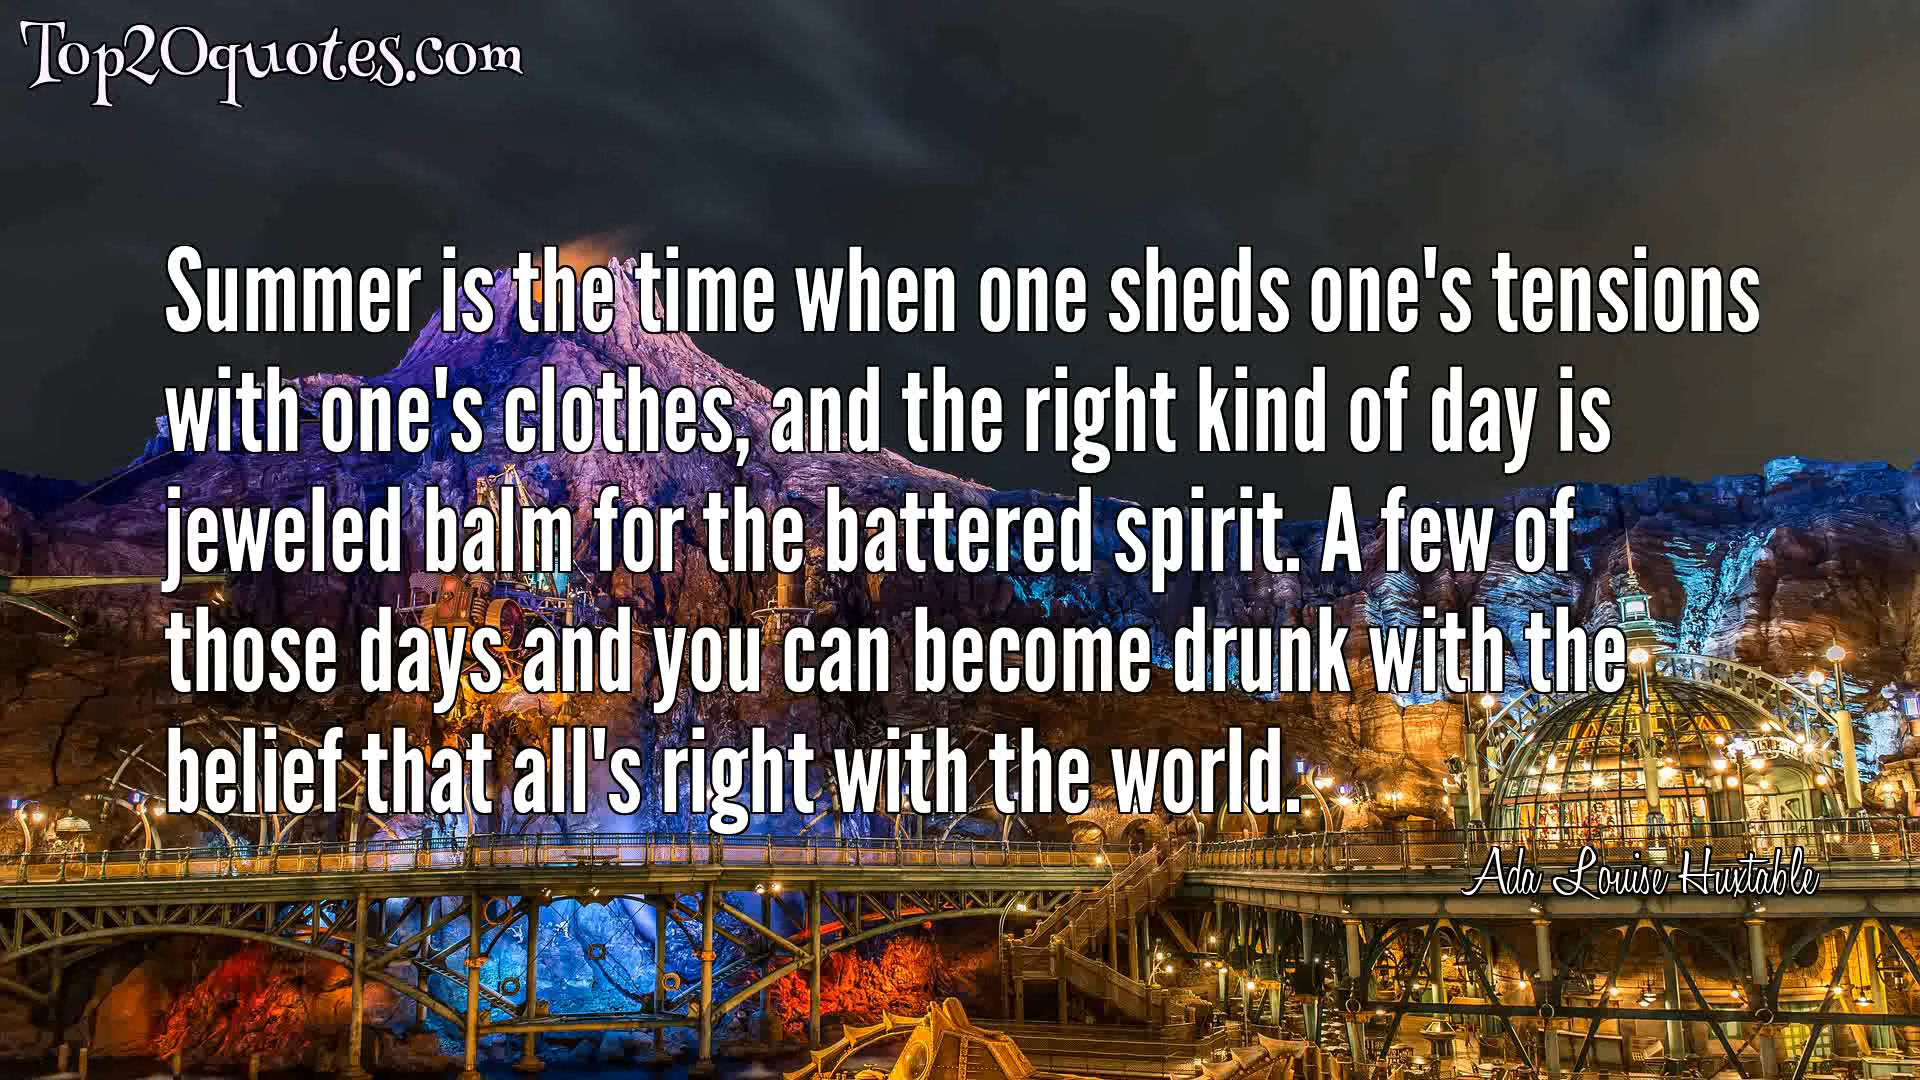 Top20quotes.com
Summer is the time when one sheds one's tensions
with one's clothes, and the right kind of day is
jeweled balm for the battered spirit. A few of
those days and you can become drunk with the
belief that all's right with the world.
Ada Louise Huxtable